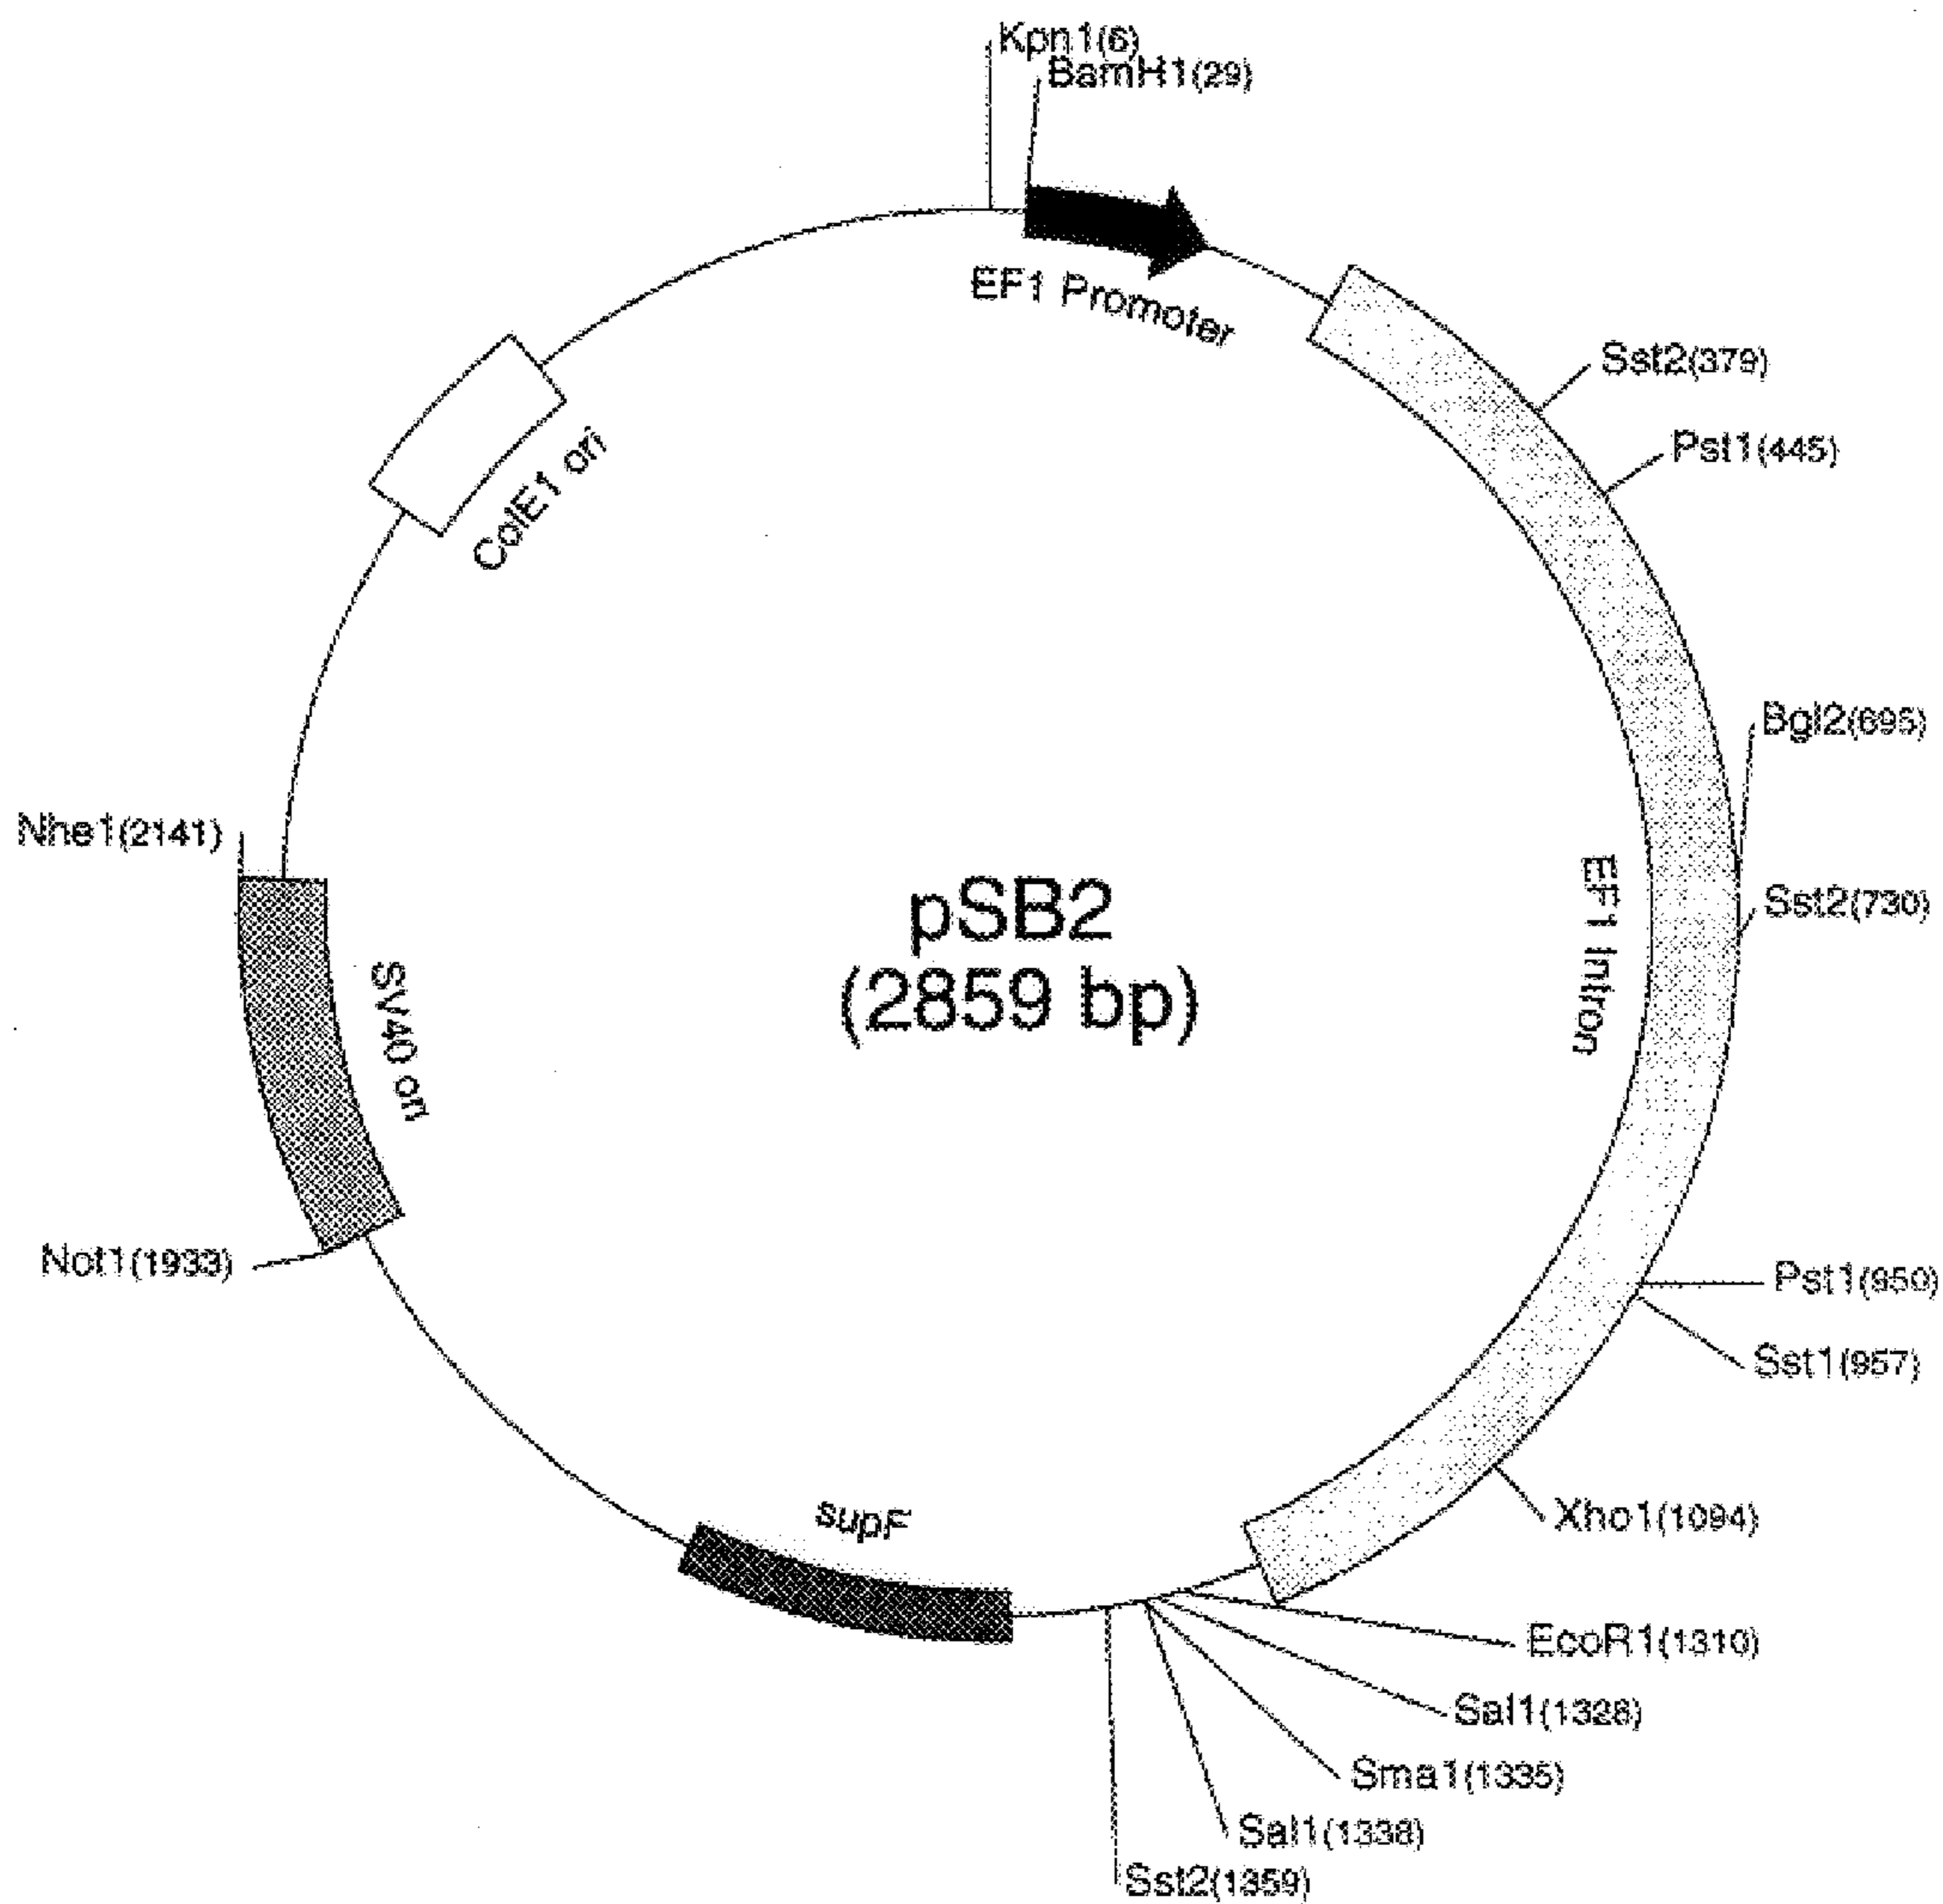 Kpn1(6)
BamH1(29)
EF1 Promoter
Sst2(379)
Pst1(445)
ColE1 ori
Bgl2(695)
Nhe1(2141)
pSB2
(2859 bp)
Sst2(730)
EF1 Intron
SV40 ori
Not1(1933)
Pst1(950)
Sst1(957)
supF
Xho1(1094)
EcoR1(1310)
Sal1(1328)
Sma1(1335)
Sal1(1338)
Sst2(1359)